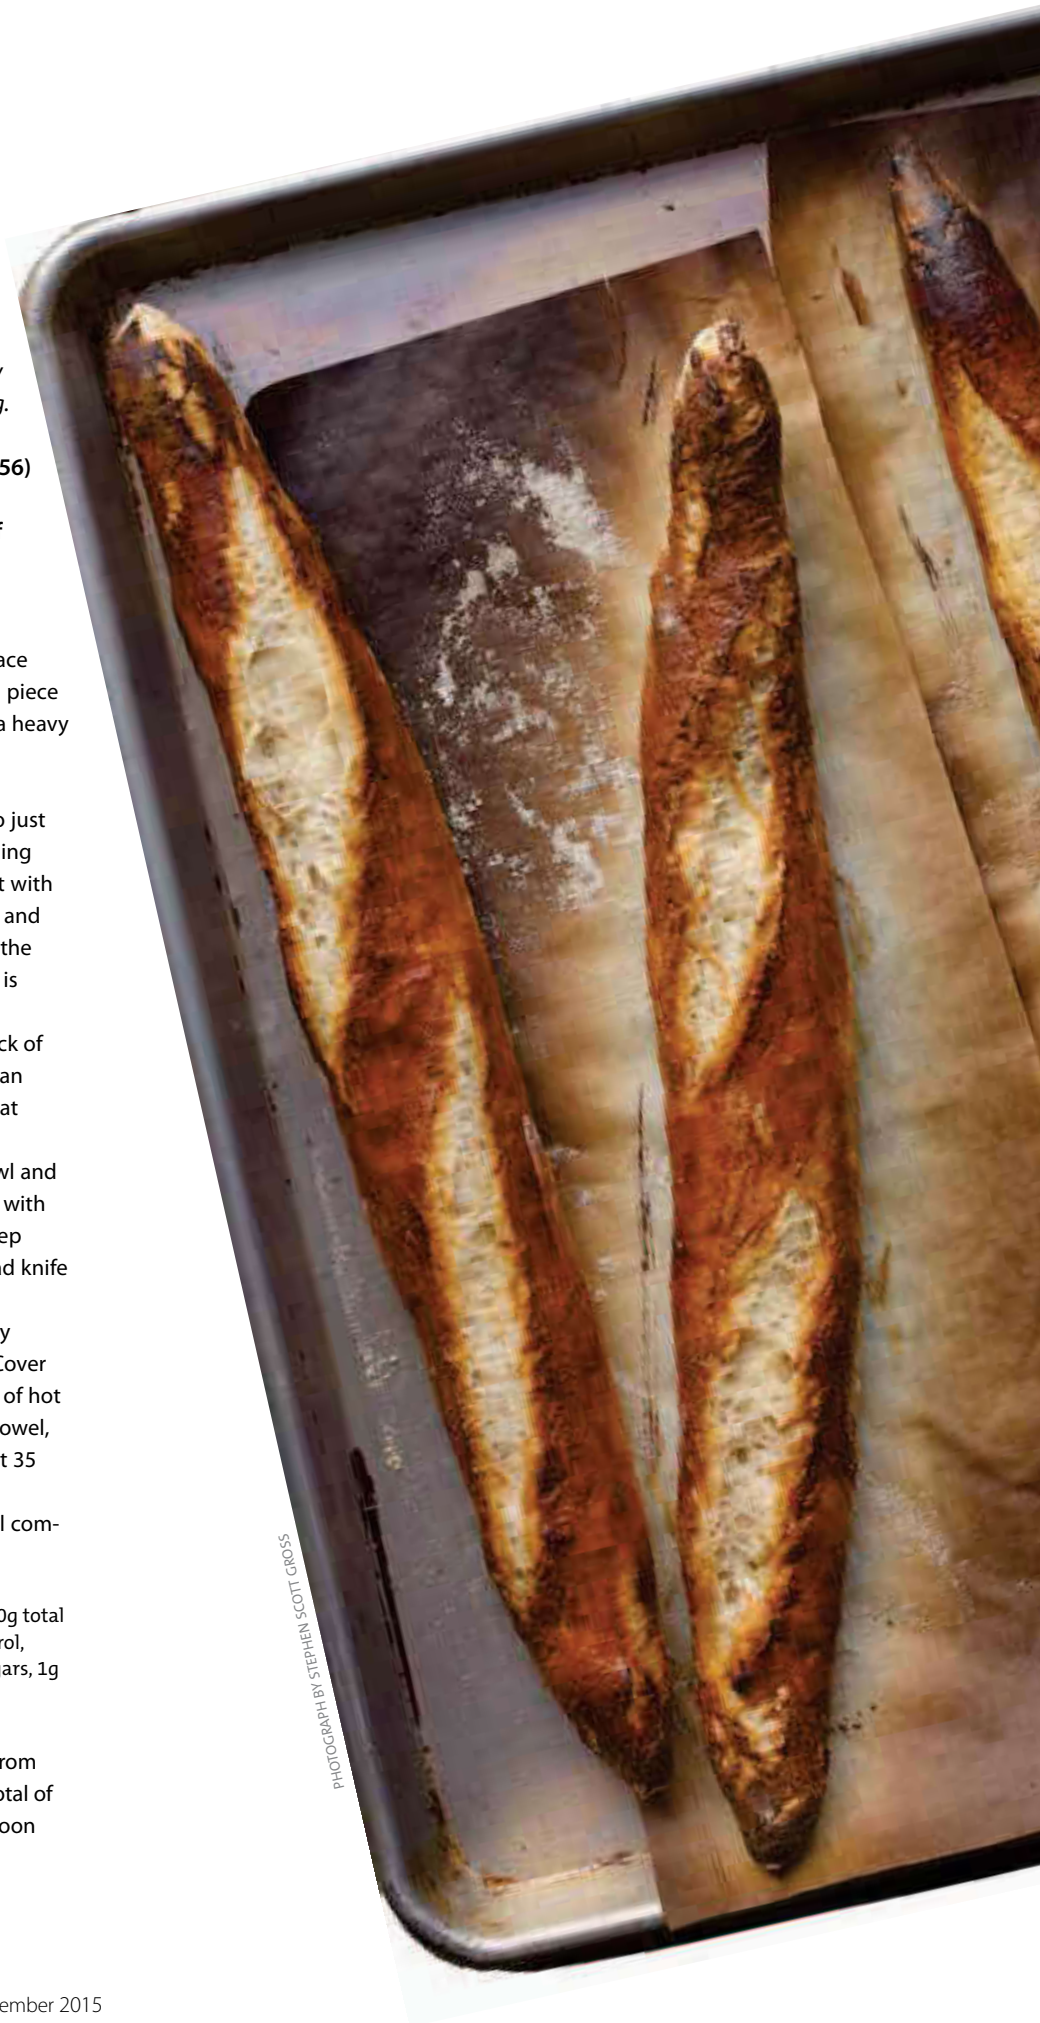 y
g.
56)
f
ace
piece
a heavy
o just
ing
t with
and
the
is
ck of
an
at
wl and
with
ep
nd knife
y
Cover
of hot
owel,
t 35
l com-
0g total
rol,
ars, 1g
rom
otal of
oon
PHOTOGRAPH BY STEPHEN SCOTT GROSS
ember 2015